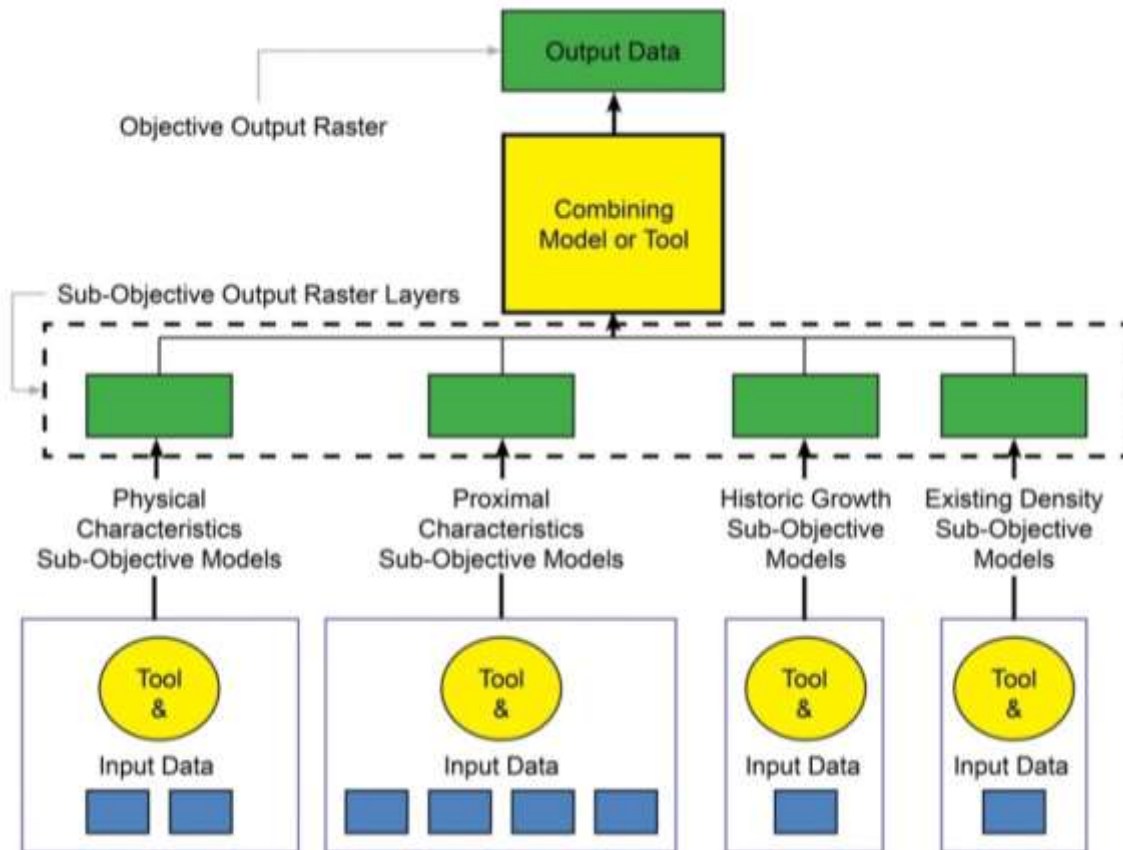 Output Data
Objective Output Raster
Combining
Model or Tool
Sub-Objective Output Raster Layers
Physical
Characteristics
Sub-Objective Models
Proximal
Characteristics
Sub-Objective Models
Historic Growth
Sub-Objective
Models
Existing Density
Sub-Objective
Models
Tool
&
Input Data
Tool
&
Input Data
Tool
&
Input Data
Tool
&
Input Data